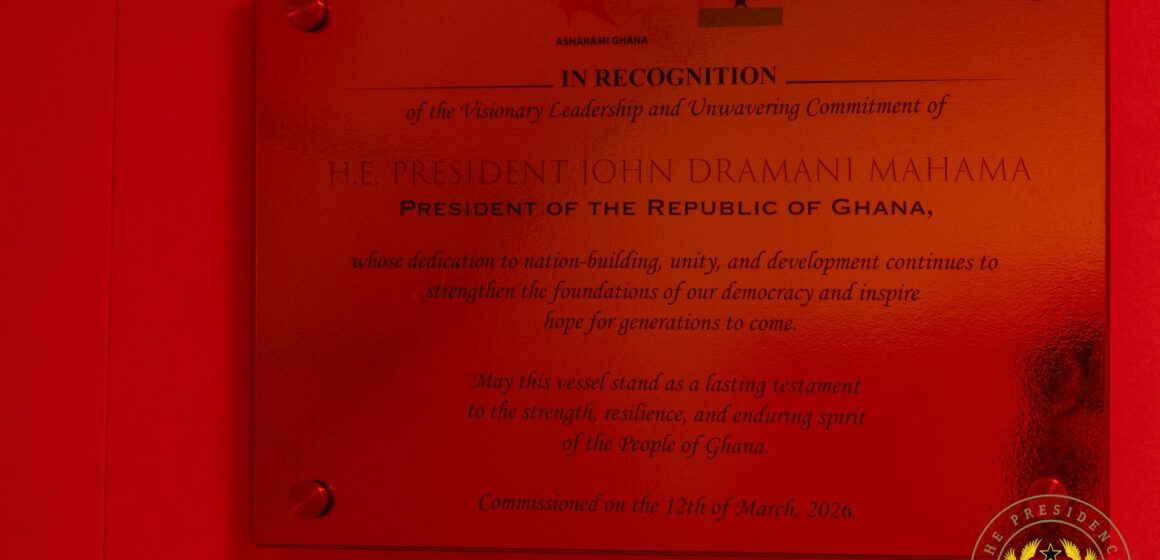 ASHARAMI GHANA
IN RECOGNITION
of the Visionary Leadership and Unwavering Commitment of
H.E. PRESIDENT JOHN DRAMANI MAHAMA
PRESIDENT OF THE REPUBLIC OF GHANA,
whose dedication to nation-building, unity, and development continues to
strengthen the foundations of our democracy and inspire
hope for generations to come.
May this vessel stand as a lasting testament
to the strength, resilience, and enduring spirit
of the People of Ghana.
Commissioned on the 12th of March, 2026.
THE PRESIDENC